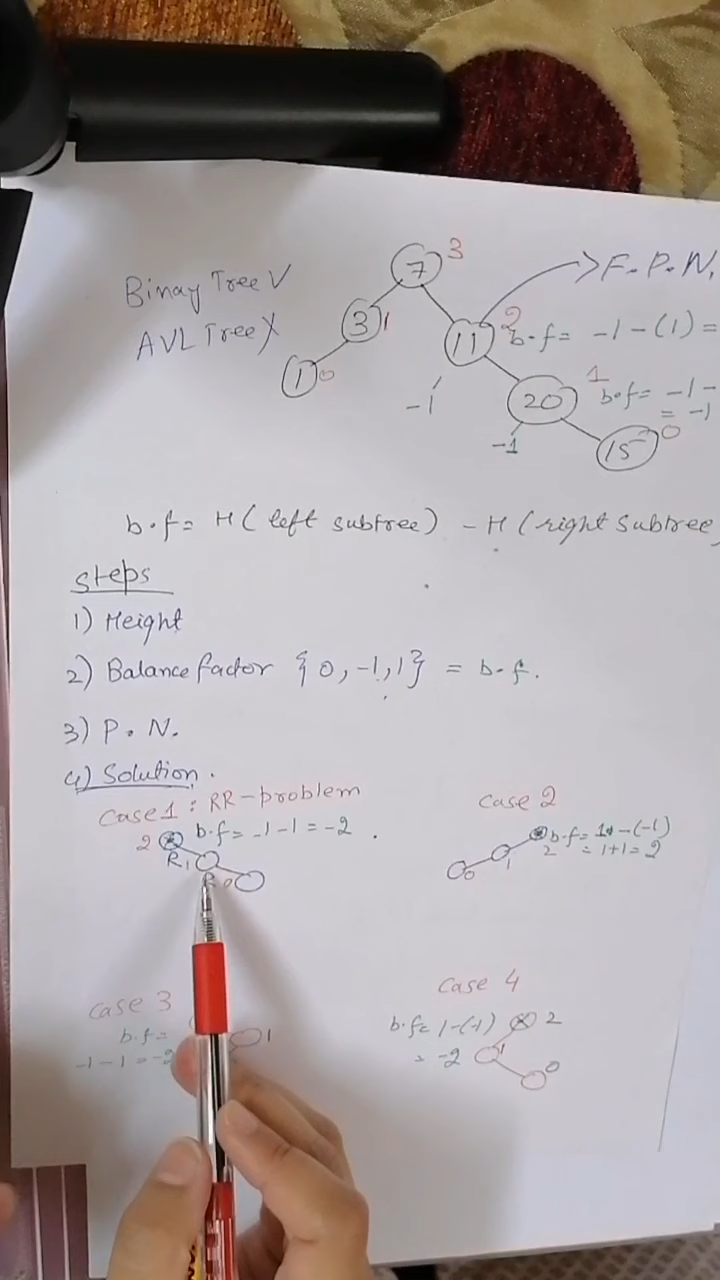 Binay Tree V
AVL Tree X
7 3
3 1
1 0
11 2
-1
20 1
-1
15 0
F.P.N.
b.f= -1-(1)=
b.f= -1-
= -1
b.f= H(left subtree) - H(right subtree
Steps
1) Height
2) Balance factor {0,-1,1} = b.f.
3) P.N.
4) Solution.
Case 1: RR-problem
2 b.f= -1-1=-2
R 1
0
Case 2
b.f= 1-(-1)
2 = 1+1=2
0 1
Case 3
b.f=
-1-1=-2
1
Case 4
b.f= 1-(-1) 2
= -2 1
0